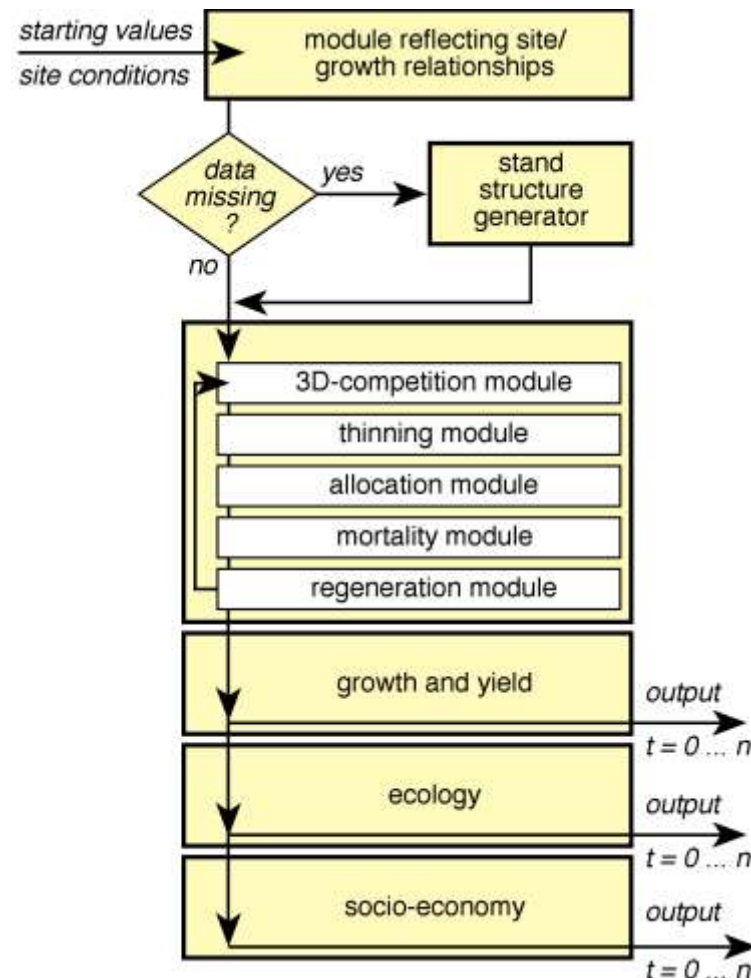 starting values
site conditions
module reflecting site/
growth relationships
data
missing
?
yes
stand
structure
generator
no
3D-competition module
thinning module
allocation module
mortality module
regeneration module
growth and yield
output
t = 0 ... n
ecology
output
t = 0 ... n
socio-economy
output
t = 0 ... n